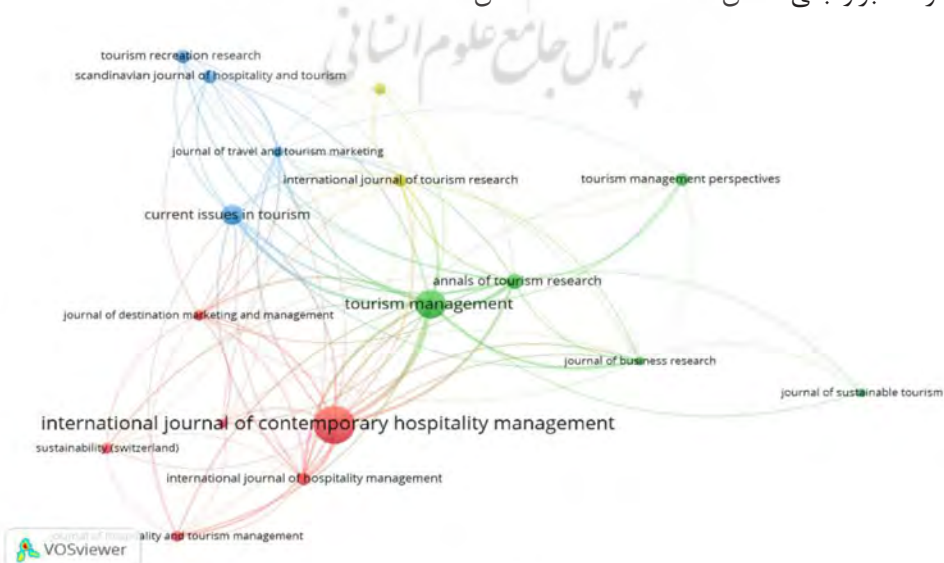 پرتال جامع علوم انسانی
tourism recreation research
scandinavian journal of hospitality and tourism
journal of travel and tourism marketing
international journal of tourism research
tourism management perspectives
current issues in tourism
annals of tourism research
tourism management
journal of destination marketing and management
journal of business research
journal of sustainable tourism
international journal of contemporary hospitality management
sustainability (switzerland)
international journal of hospitality management
journal of hospitality and tourism management
VOSviewer